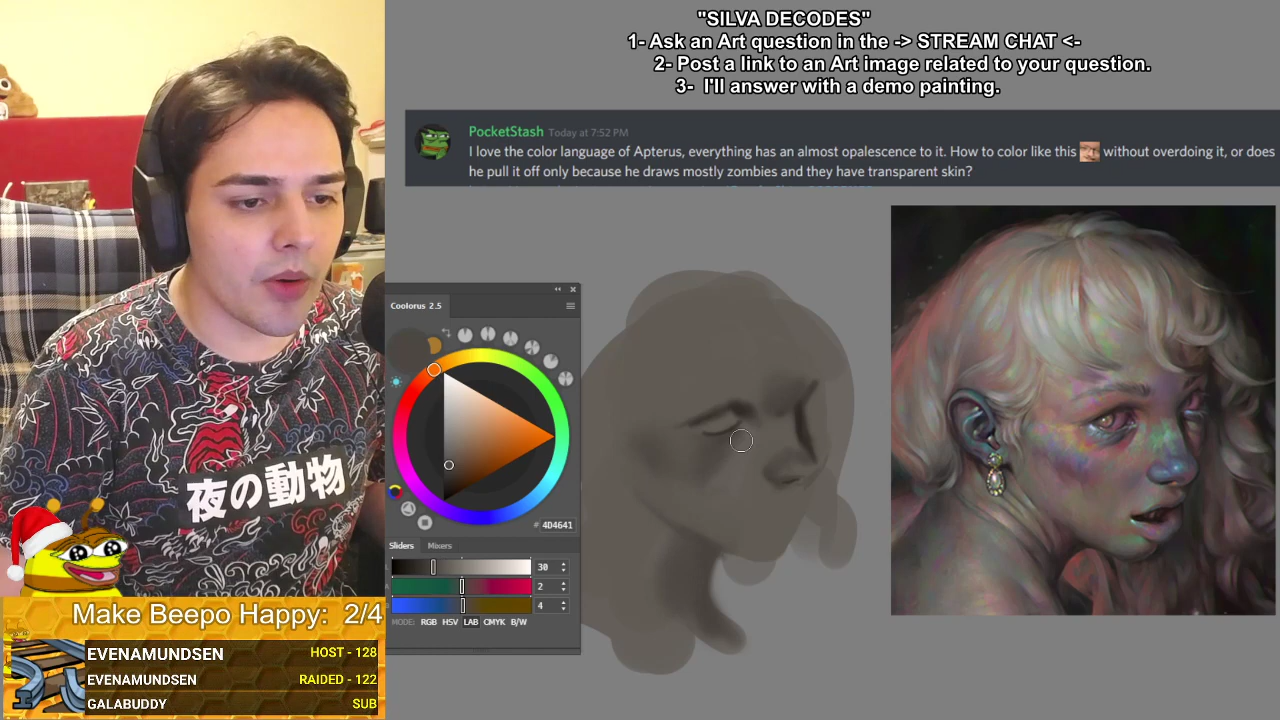 "SILVA DECODES"
1- Ask an Art question in the -> STREAM CHAT <-
2- Post a link to an Art image related to your question.
3- I'll answer with a demo painting.
PocketStash Today at 7:52 PM
I love the color language of Apterus, everything has an almost opalescence to it. How to color like this without overdoing it, or does
he pull it off only because he draws mostly zombies and they have transparent skin?
Coolorus 2.5
# 4D4641
Sliders Mixers
30
2
4
MODE: RGB HSV LAB CMYK B/W
夜の動物
Make Beepo Happy: 2/4
EVENAMUNDSEN HOST - 128
EVENAMUNDSEN RAIDED - 122
GALABUDDY SUB